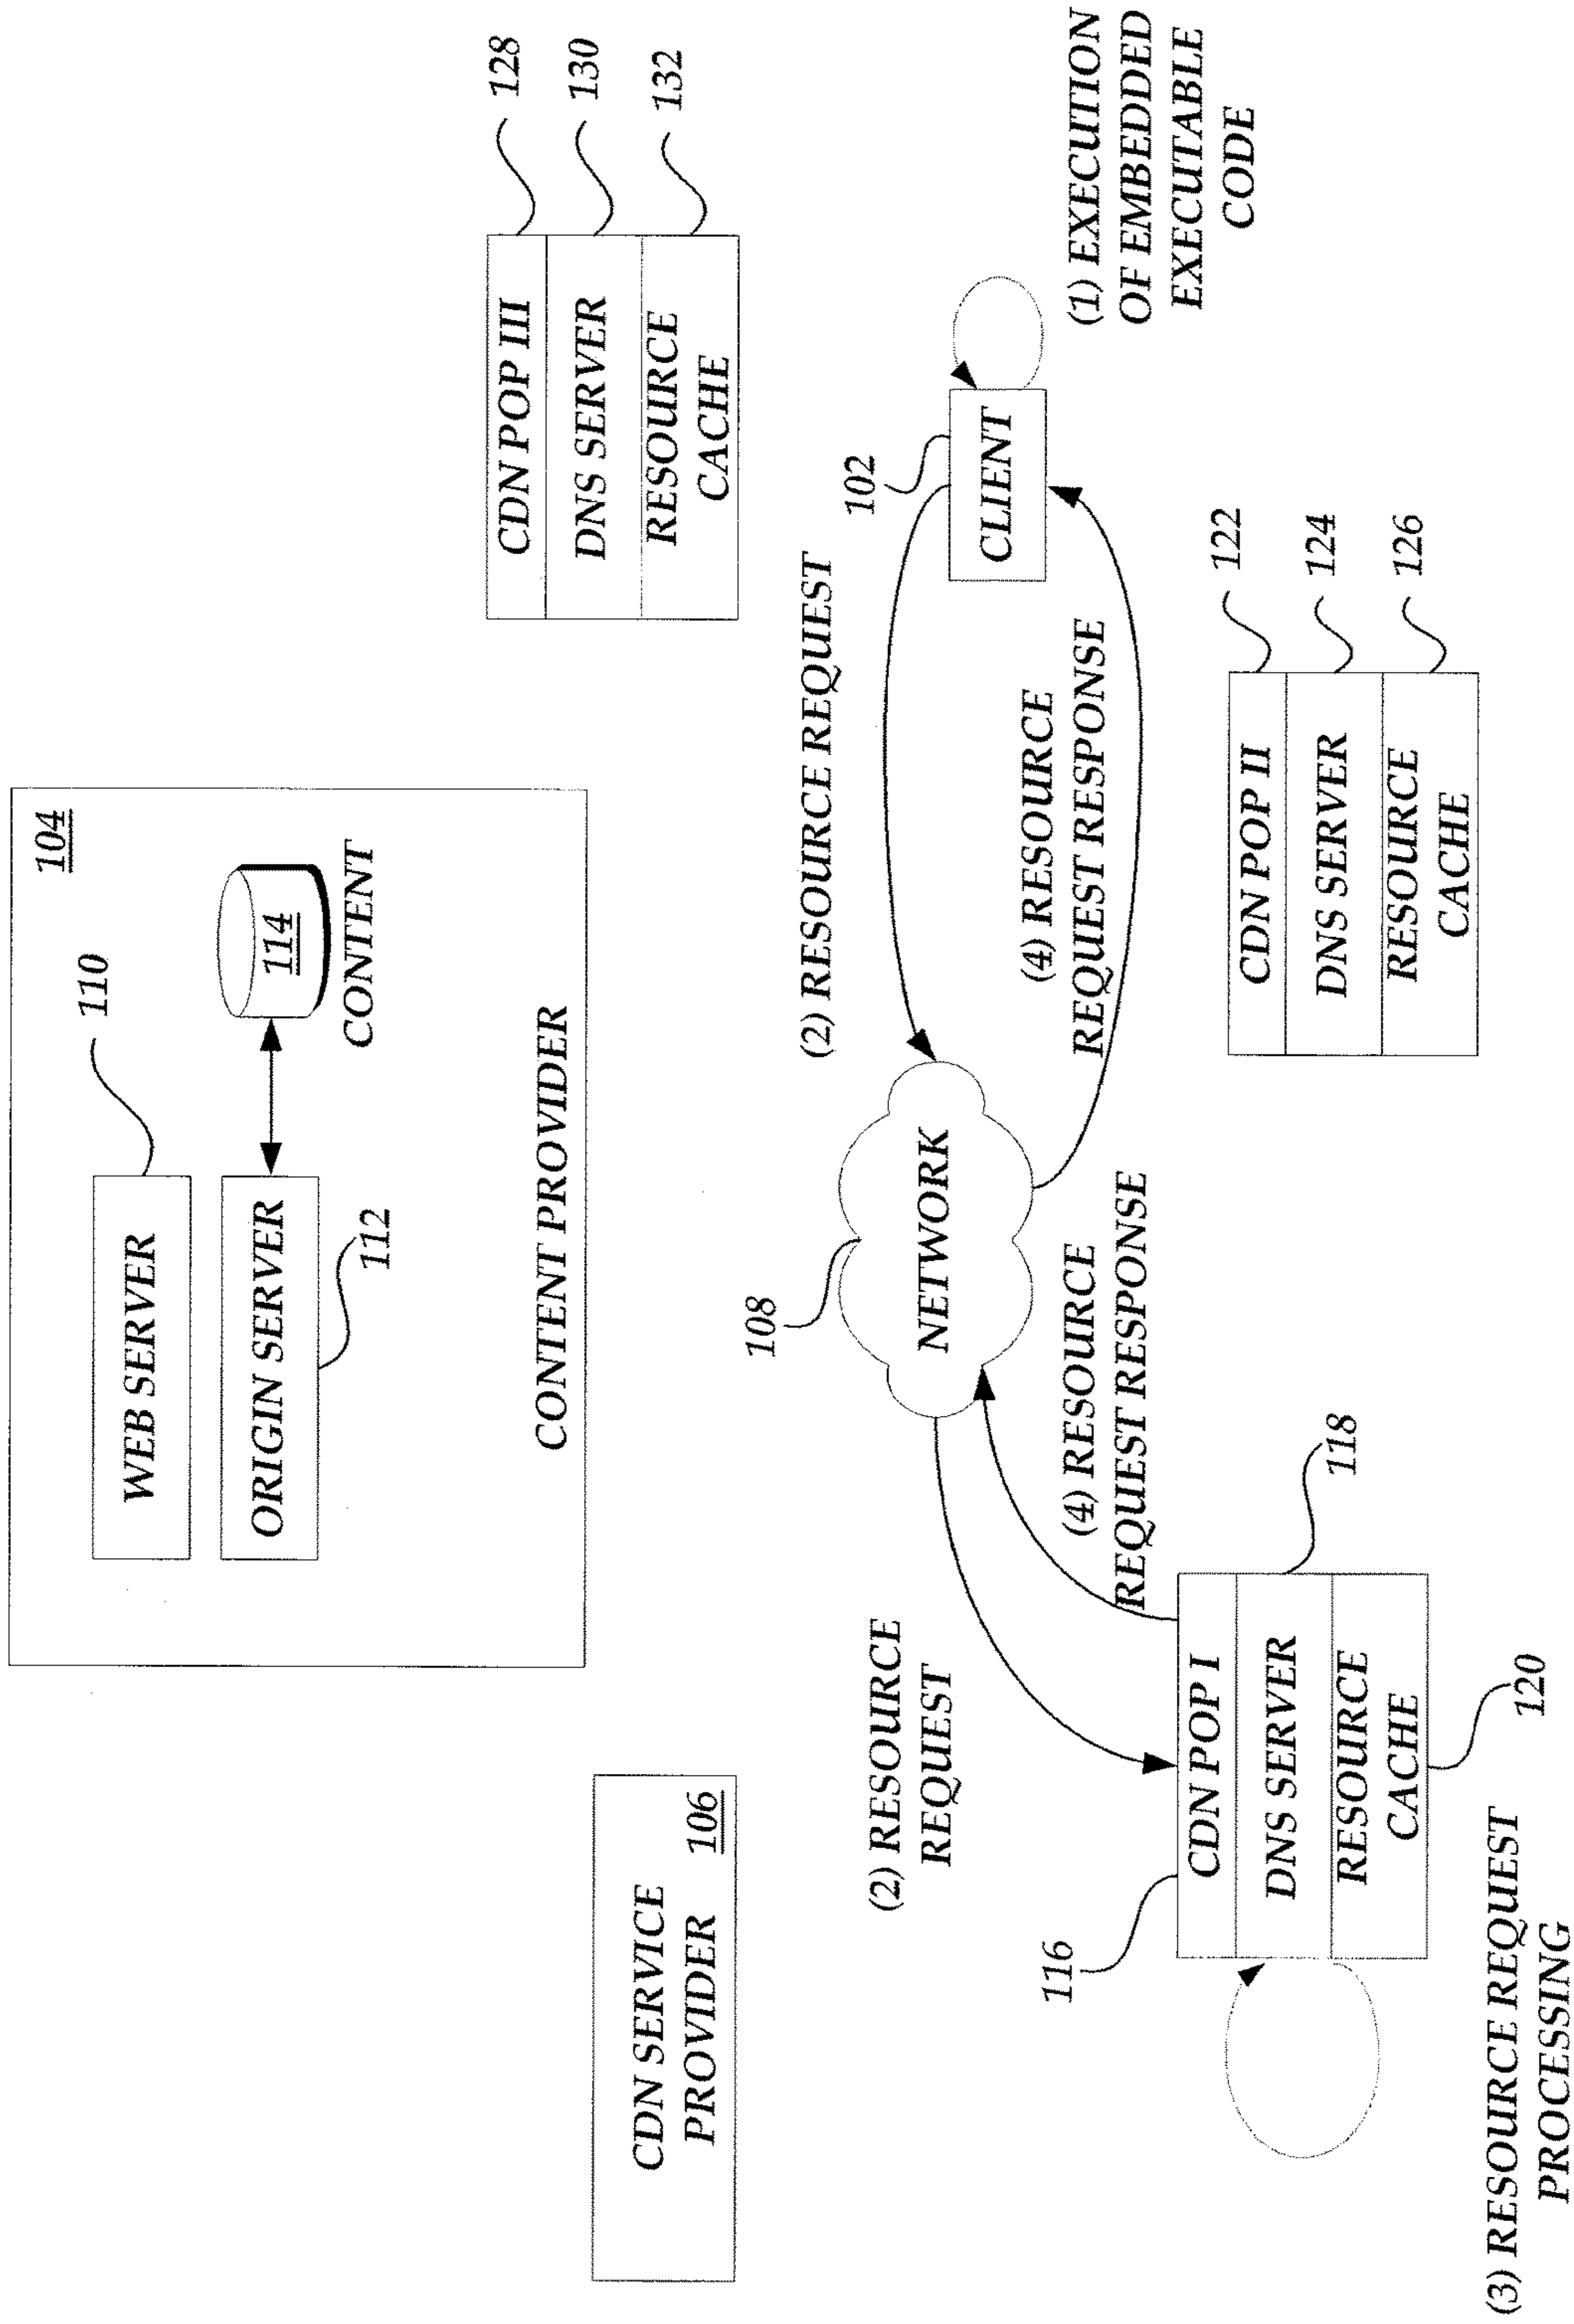 104
WEB SERVER
110
ORIGIN SERVER
112
114
CONTENT
CONTENT PROVIDER
CDN SERVICE
PROVIDER
106
CDN POP III
128
DNS SERVER
130
RESOURCE
CACHE
132
(2) RESOURCE REQUEST
102
CLIENT
(1) EXECUTION
OF EMBEDDED
EXECUTABLE
CODE
108
NETWORK
(4) RESOURCE
REQUEST RESPONSE
(2) RESOURCE
REQUEST
(4) RESOURCE
REQUEST RESPONSE
116
CDN POP I
DNS SERVER
118
RESOURCE
CACHE
120
(3) RESOURCE REQUEST
PROCESSING
CDN POP II
122
DNS SERVER
124
RESOURCE
CACHE
126